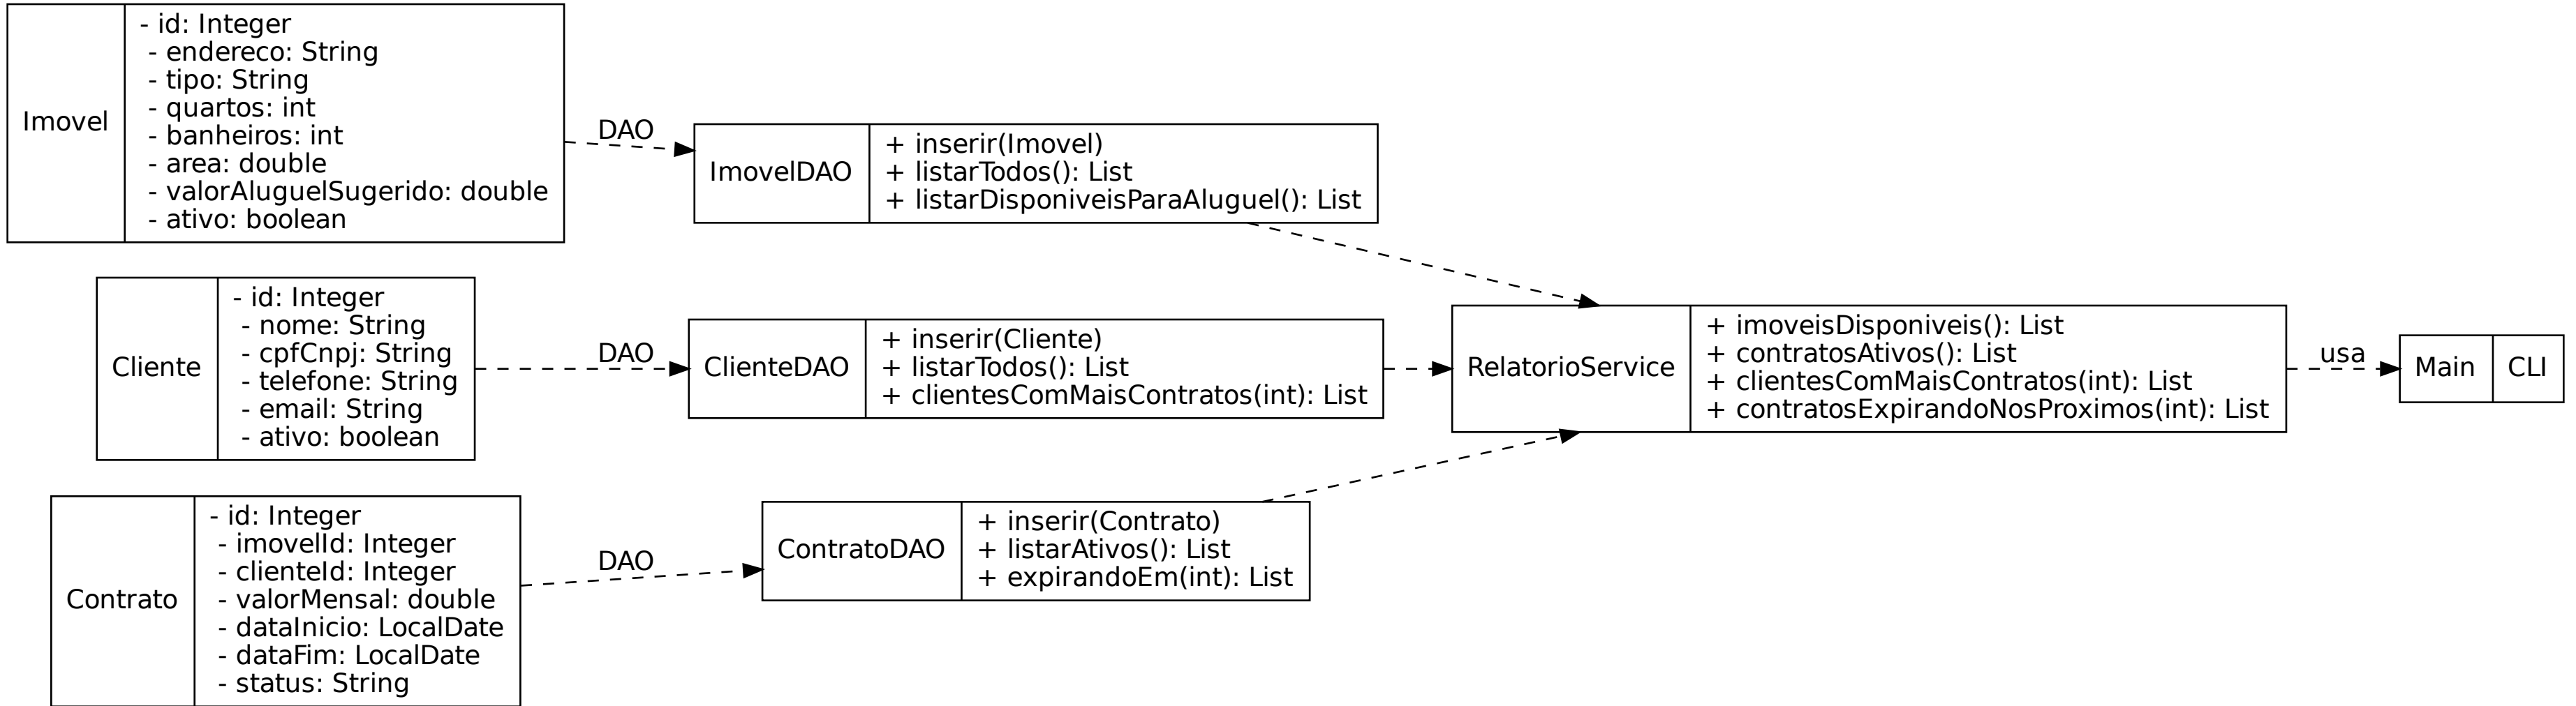 Imovel
- id: Integer
- endereco: String
- tipo: String
- quartos: int
- banheiros: int
- area: double
- valorAluguelSugerido: double
- ativo: boolean
DAO
ImovelDAO
+ inserir(Imovel)
+ listarTodos(): List
+ listarDisponiveisParaAluguel(): List
Cliente
- id: Integer
- nome: String
- cpfCnpj: String
- telefone: String
- email: String
- ativo: boolean
DAO
ClienteDAO
+ inserir(Cliente)
+ listarTodos(): List
+ clientesComMaisContratos(int): List
Contrato
- id: Integer
- imovelId: Integer
- clienteId: Integer
- valorMensal: double
- dataInicio: LocalDate
- dataFim: LocalDate
- status: String
DAO
ContratoDAO
+ inserir(Contrato)
+ listarAtivos(): List
+ expirandoEm(int): List
RelatorioService
+ imoveisDisponiveis(): List
+ contratosAtivos(): List
+ clientesComMaisContratos(int): List
+ contratosExpirandoNosProximos(int): List
usa
Main
CLI